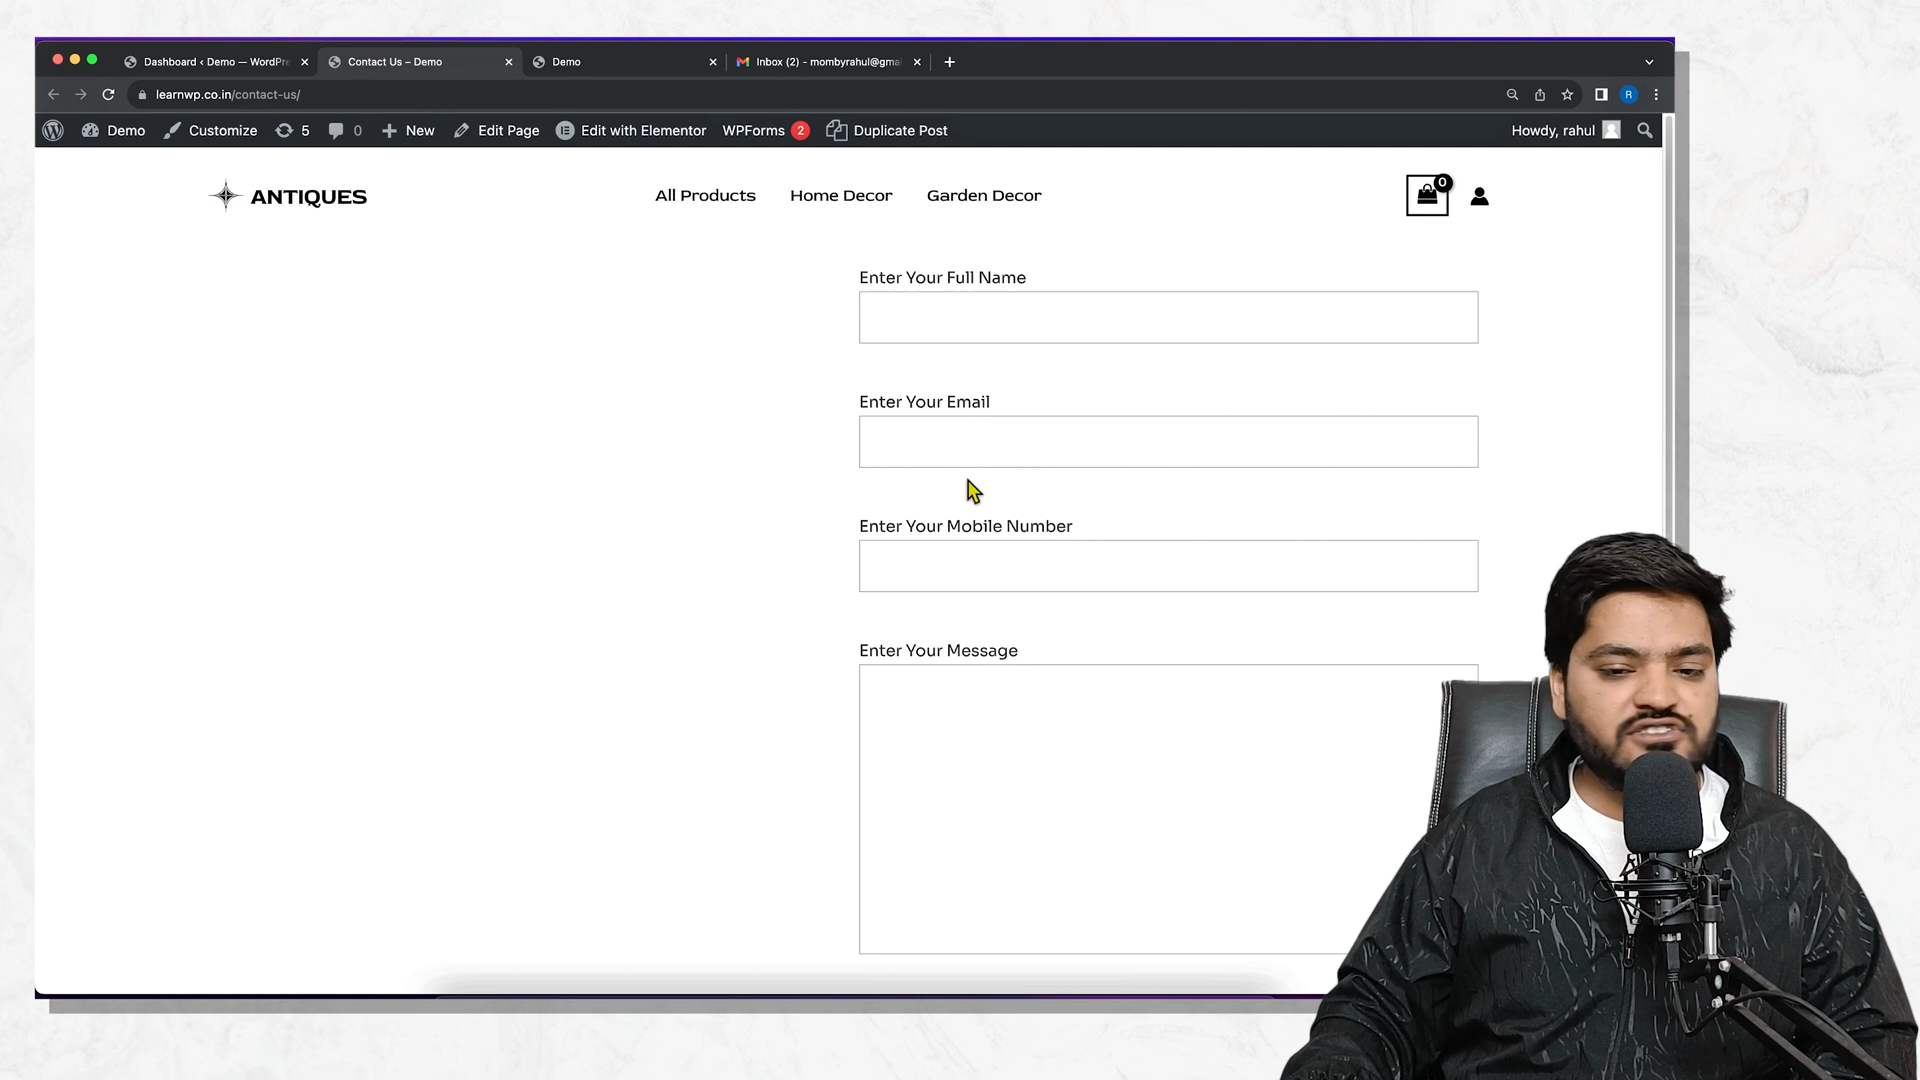 Dashboard ‹ Demo — WordPre
Contact Us – Demo
Demo
Inbox (2) - mombyrahul@gma
learnwp.co.in/contact-us/
R
Demo
Customize
5
0
New
Edit Page
Edit with Elementor
WPForms 2
Duplicate Post
Howdy, rahul
ANTIQUES
All Products
Home Decor
Garden Decor
0
Enter Your Full Name
Enter Your Email
Enter Your Mobile Number
Enter Your Message